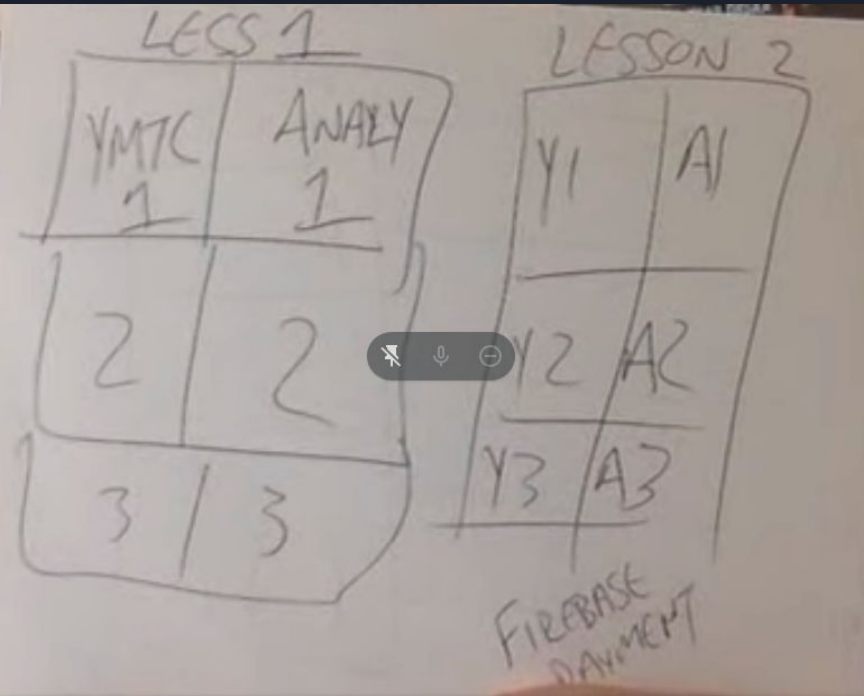 LESS 1
YMTC ANALY
1 1
2 2
3 3
LESSON 2
Y1 A1
Y2 A2
Y3 A3
FIREBASE
PAYMENT